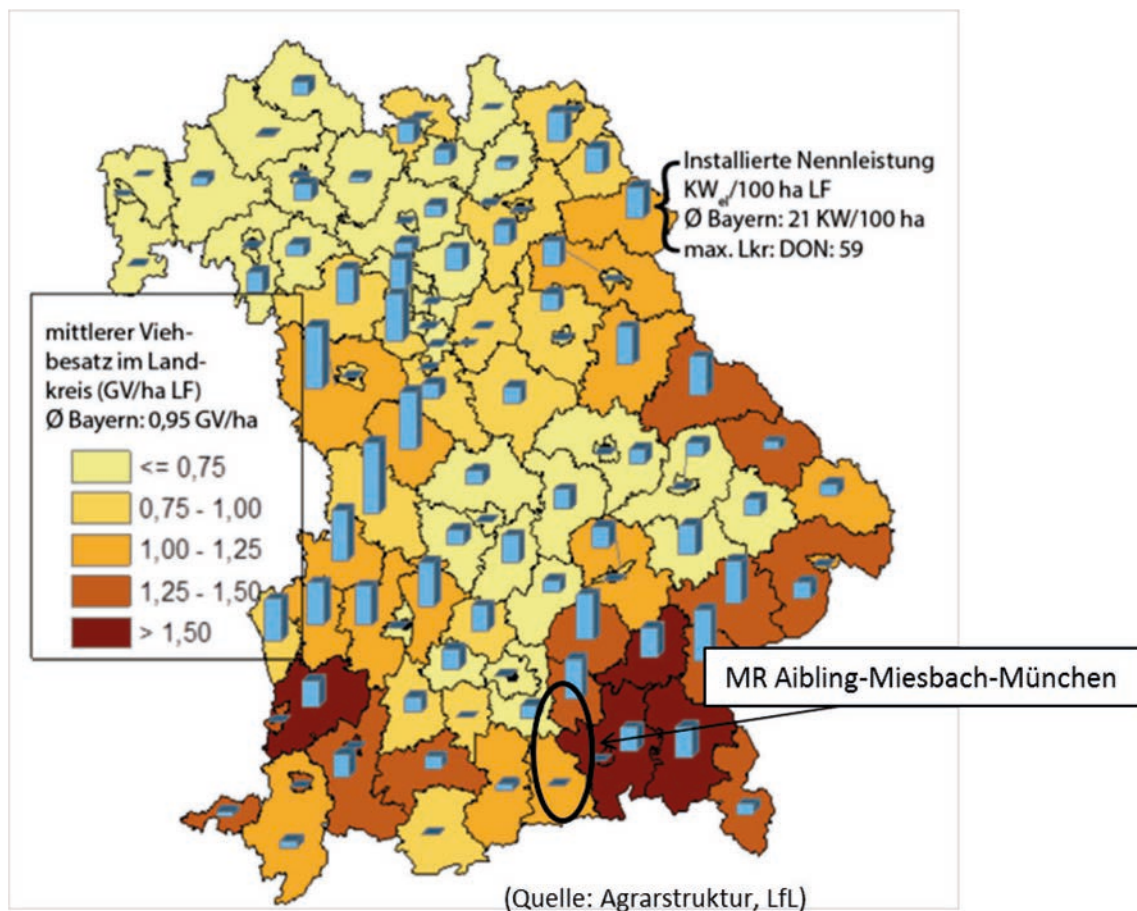 Installierte Nennleistung
KWel/100 ha LF
Ø Bayern: 21 KW/100 ha
max. Lkr: DON: 59
mittlerer Vieh-
besatz im Land-
kreis (GV/ha LF)
Ø Bayern: 0,95 GV/ha
<= 0,75
0,75 - 1,00
1,00 - 1,25
1,25 - 1,50
> 1,50
MR Aibling-Miesbach-München
(Quelle: Agrarstruktur, LfL)